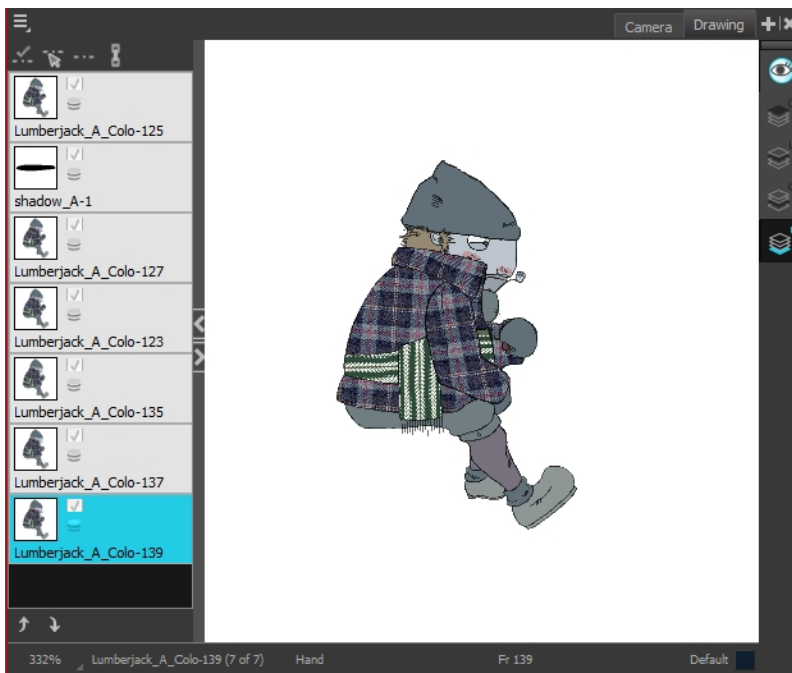 Camera
Drawing
Lumberjack_A_Colo-125
shadow_A-1
Lumberjack_A_Colo-127
Lumberjack_A_Colo-123
Lumberjack_A_Colo-135
Lumberjack_A_Colo-137
Lumberjack_A_Colo-139
332% Lumberjack_A_Colo-139 (7 of 7) Hand Fr 139 Default